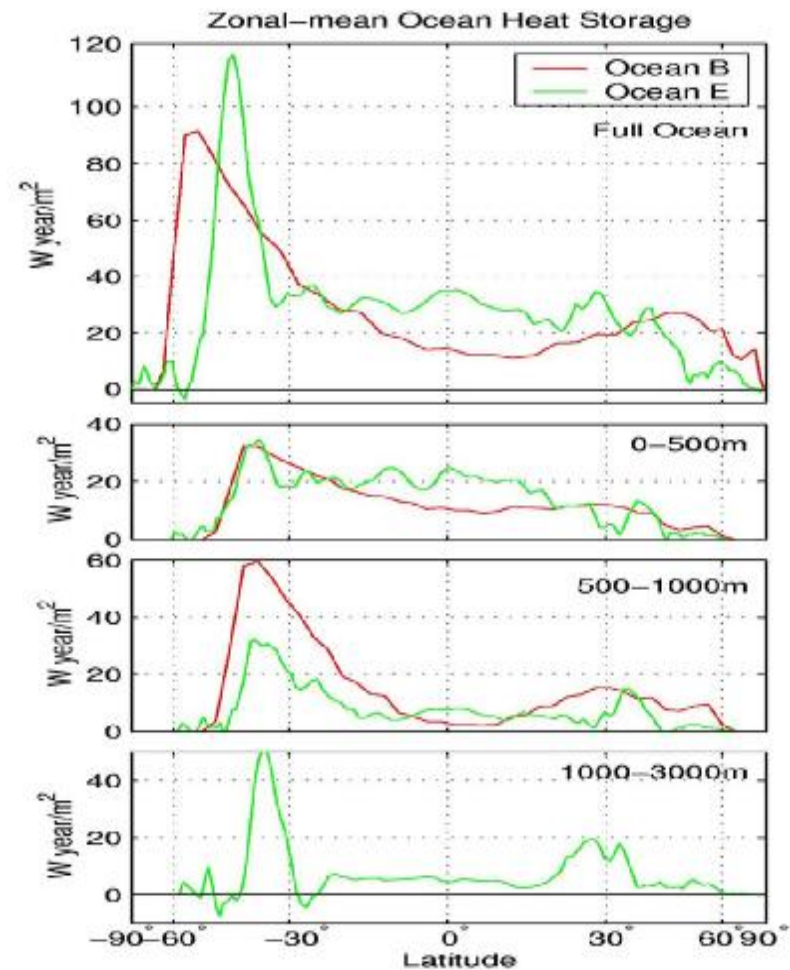 Zonal-mean Ocean Heat Storage
120
100
80
60
40
20
0
W year/m²
Ocean B
Ocean E
Full Ocean
40
20
0
W year/m²
0-500m
60
40
20
0
W year/m²
500-1000m
40
20
0
W year/m²
1000-3000m
-90° -60° -30° 0° 30° 60° 90°
Latitude